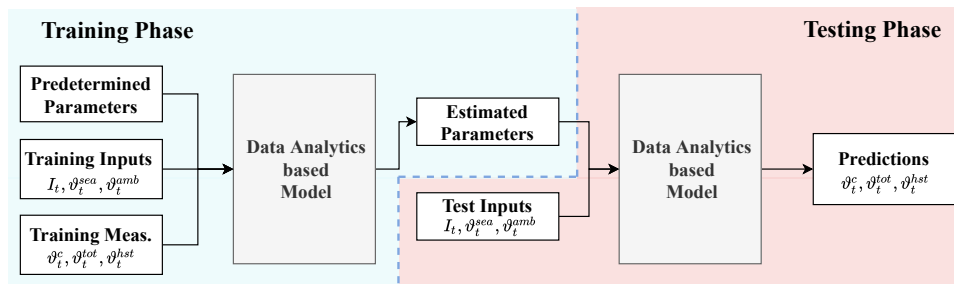 Training Phase
Testing Phase
Predetermined
Parameters
Training Inputs
I_t, ϑ_t^{sea}, ϑ_t^{amb}
Training Meas.
ϑ_t^c, ϑ_t^{tot}, ϑ_t^{hst}
Data Analytics
based
Model
Estimated
Parameters
Test Inputs
I_t, ϑ_t^{sea}, ϑ_t^{amb}
Data Analytics
based
Model
Predictions
ϑ_t^c, ϑ_t^{tot}, ϑ_t^{hst}